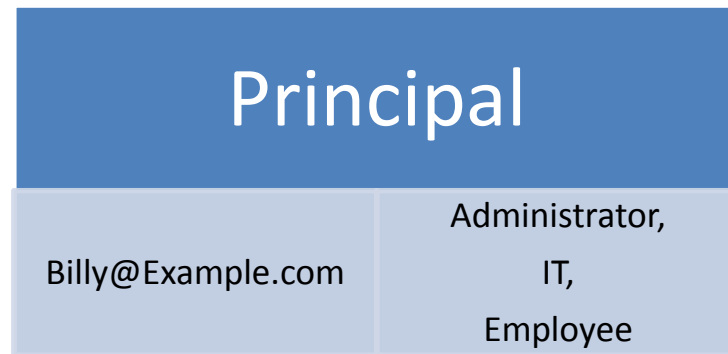 Principal
Billy@Example.com
Administrator,
IT,
Employee